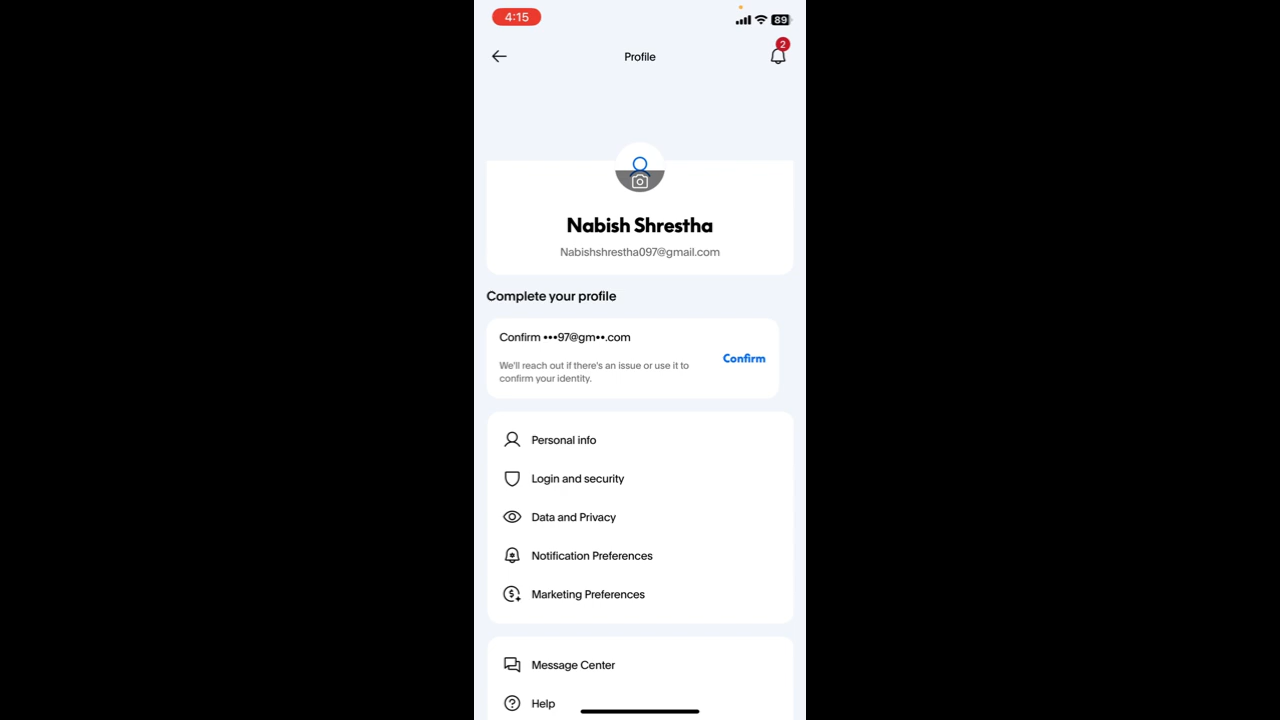 4:15
89
Profile
2
Nabish Shrestha
Nabishshrestha097@gmail.com
Complete your profile
Confirm •••97@gm••.com
We'll reach out if there's an issue or use it to
confirm your identity.
Confirm
Personal info
Login and security
Data and Privacy
Notification Preferences
Marketing Preferences
Message Center
Help